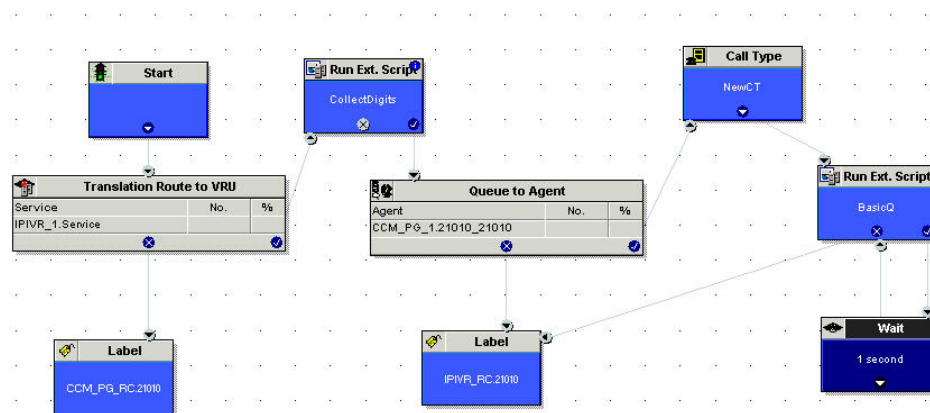 Start
Run Ext. Script
CollectDigits
Call Type
NewCT
Translation Route to VRU
Service No. %
IPIVR_1.Service
Queue to Agent
Agent No. %
CCM_PG_1.21010_21010
Run Ext. Script
BasicQ
Label
CCM_PG_RC.21010
Label
IPIVR_RC.21010
Wait
1 second